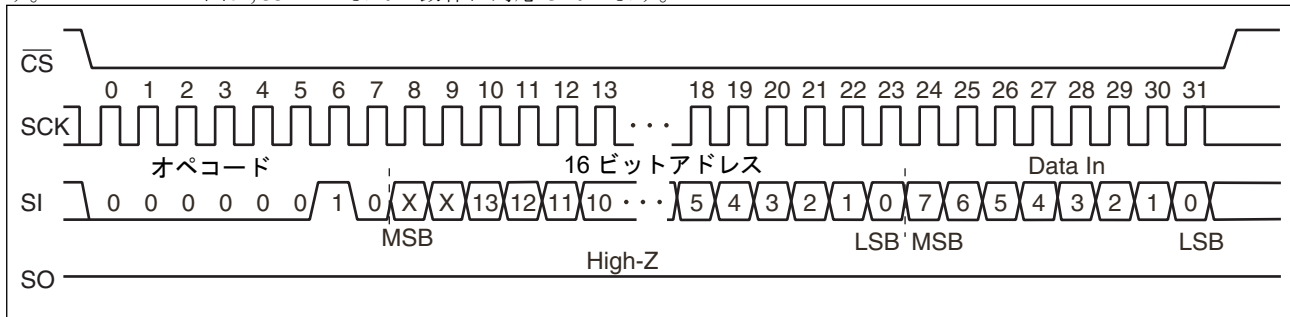 CS
0 1 2 3 4 5 6 7 8 9 10 11 12 13 18 19 20 21 22 23 24 25 26 27 28 29 30 31
SCK ···
オペコード 16 ビットアドレス Data In
SI 0 0 0 0 0 0 1 0 X X 13 12 11 10 ··· 5 4 3 2 1 0 7 6 5 4 3 2 1 0
MSB LSB MSB LSB
High-Z
SO